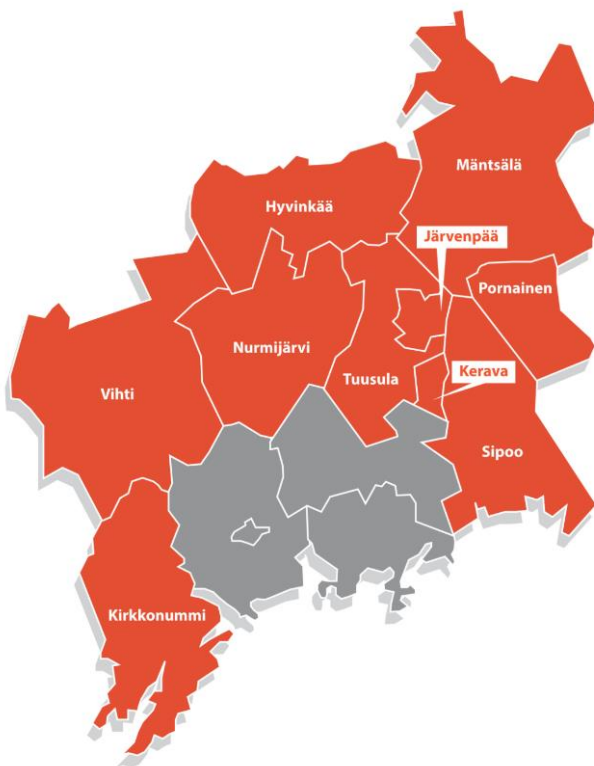 Mäntsälä
Hyvinkää
Järvenpää
Pornainen
Nurmijärvi
Tuusula
Kerava
Vihti
Sipoo
Kirkkonummi